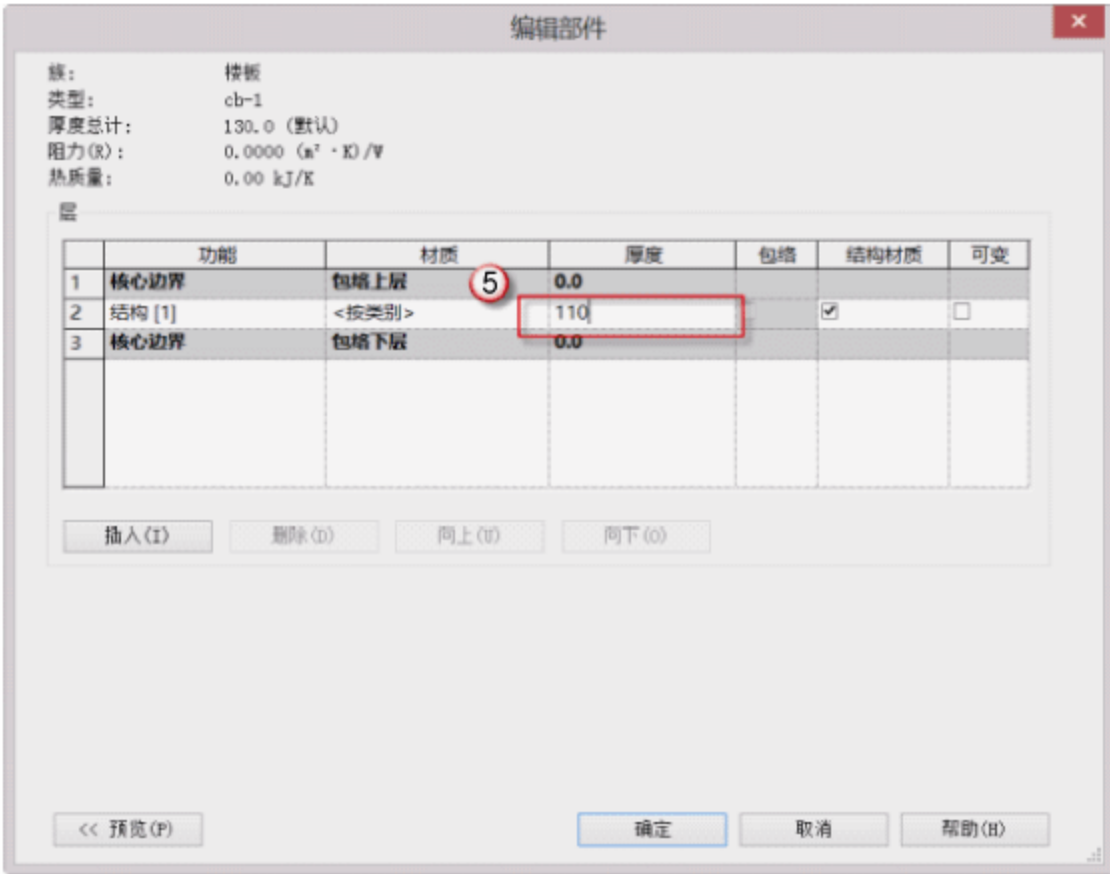 编辑部件
族: 楼板
类型: cb-1
厚度总计: 130.0 (默认)
阻力(R): 0.0000 (m²·K)/W
热质量: 0.00 kJ/K
层
功能 材质 厚度 包络 结构材质 可变
1 核心边界 包络上层 0.0
⑤
2 结构 [1] <按类别> 110
3 核心边界 包络下层 0.0
插入(I) 删除(D) 向上(U) 向下(O)
<< 预览(P) 确定 取消 帮助(H)